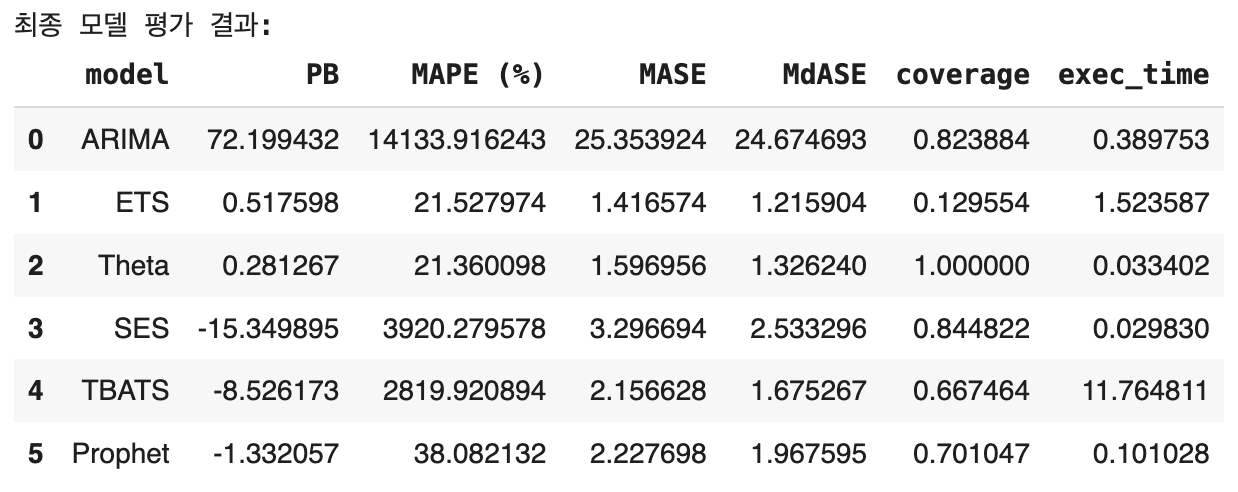 최종 모델 평가 결과:
model PB MAPE (%) MASE MdASE coverage exec_time
0 ARIMA 72.199432 14133.916243 25.353924 24.674693 0.823884 0.389753
1 ETS 0.517598 21.527974 1.416574 1.215904 0.129554 1.523587
2 Theta 0.281267 21.360098 1.596956 1.326240 1.000000 0.033402
3 SES -15.349895 3920.279578 3.296694 2.533296 0.844822 0.029830
4 TBATS -8.526173 2819.920894 2.156628 1.675267 0.667464 11.764811
5 Prophet -1.332057 38.082132 2.227698 1.967595 0.701047 0.101028